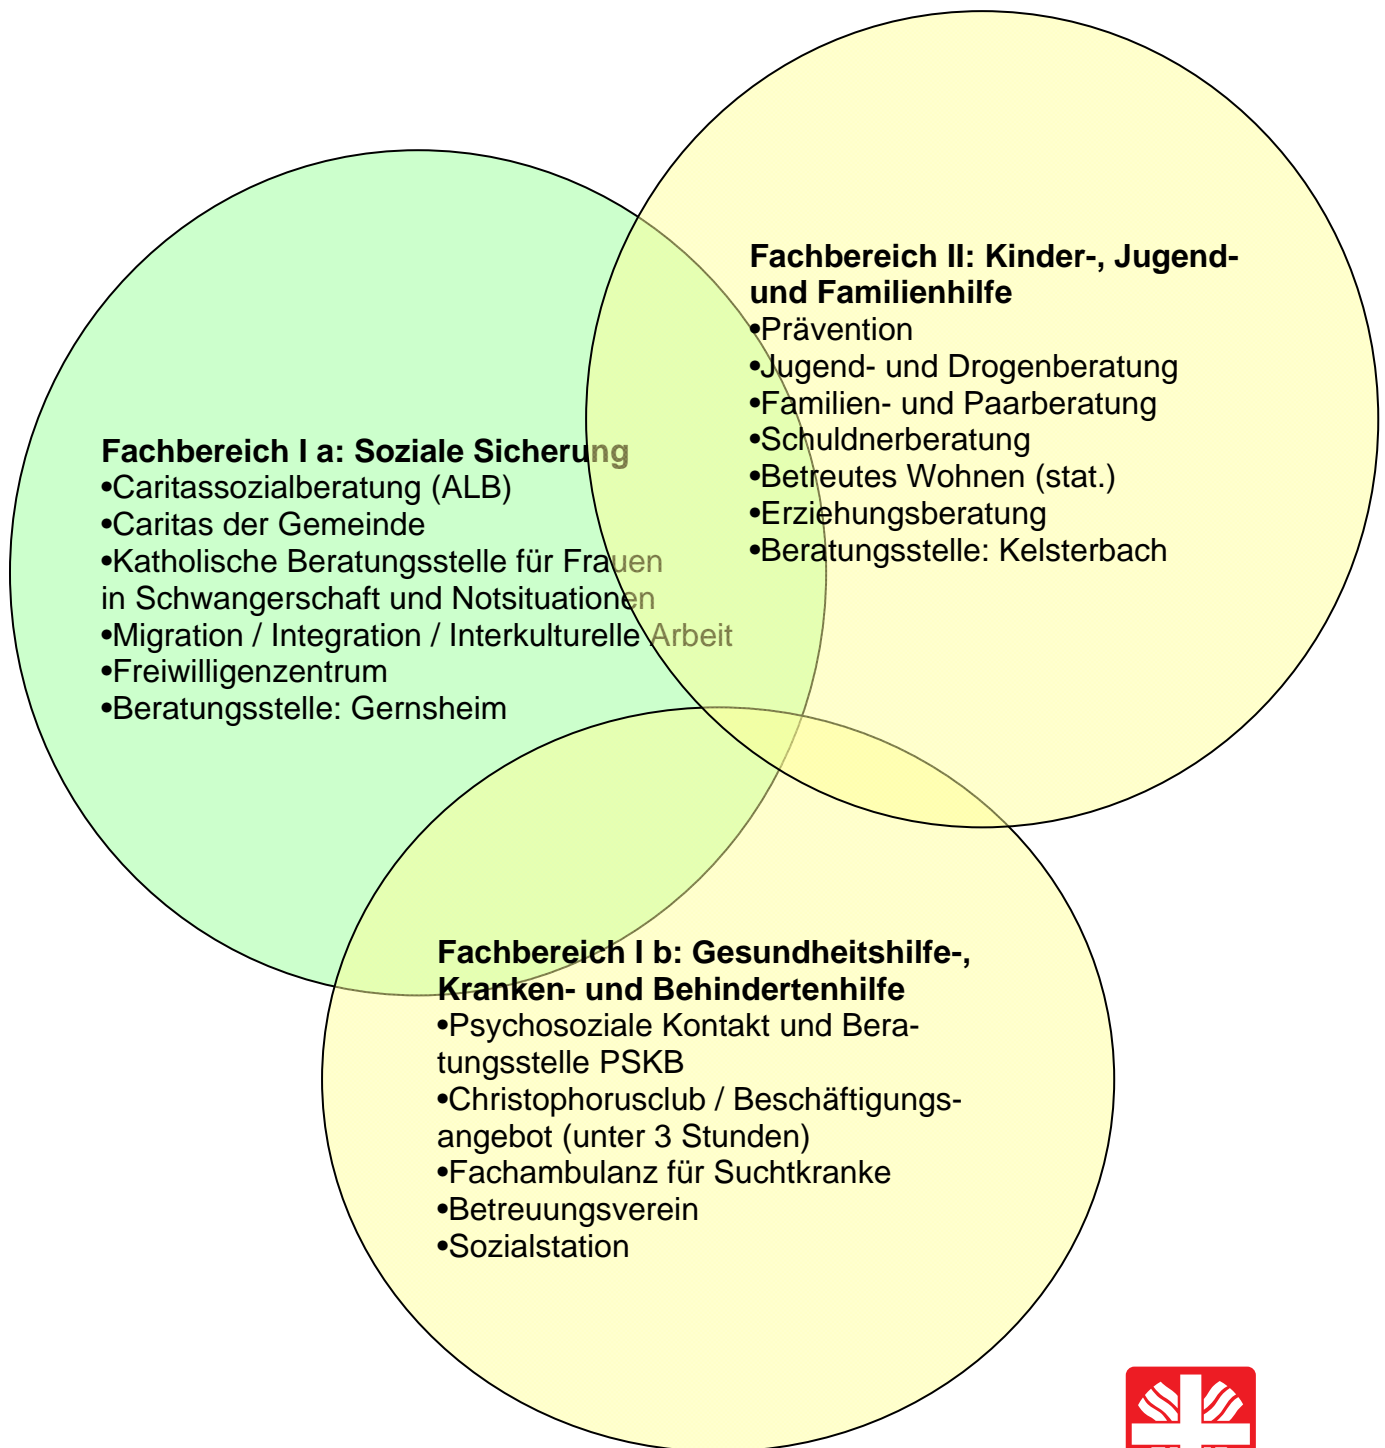 Fachbereich II: Kinder-, Jugend-
und Familienhilfe
•Prävention
•Jugend- und Drogenberatung
•Familien- und Paarberatung
•Schuldnerberatung
•Betreutes Wohnen (stat.)
•Erziehungsberatung
•Beratungsstelle: Kelsterbach
Fachbereich I a: Soziale Sicherung
•Caritassozialberatung (ALB)
•Caritas der Gemeinde
•Katholische Beratungsstelle für Frauen
in Schwangerschaft und Notsituationen
•Migration / Integration / Interkulturelle Arbeit
•Freiwilligenzentrum
•Beratungsstelle: Gernsheim
Fachbereich I b: Gesundheitshilfe-,
Kranken- und Behindertenhilfe
•Psychosoziale Kontakt und Bera-
tungsstelle PSKB
•Christophorusclub / Beschäftigungs-
angebot (unter 3 Stunden)
•Fachambulanz für Suchtkranke
•Betreuungsverein
•Sozialstation